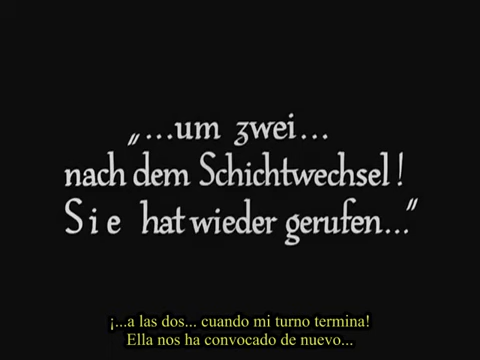 „...um zwei...
nach dem Schichtwechsel!
Sie hat wieder gerufen..."
¡...a las dos... cuando mi turno termina!
Ella nos ha convocado de nuevo...